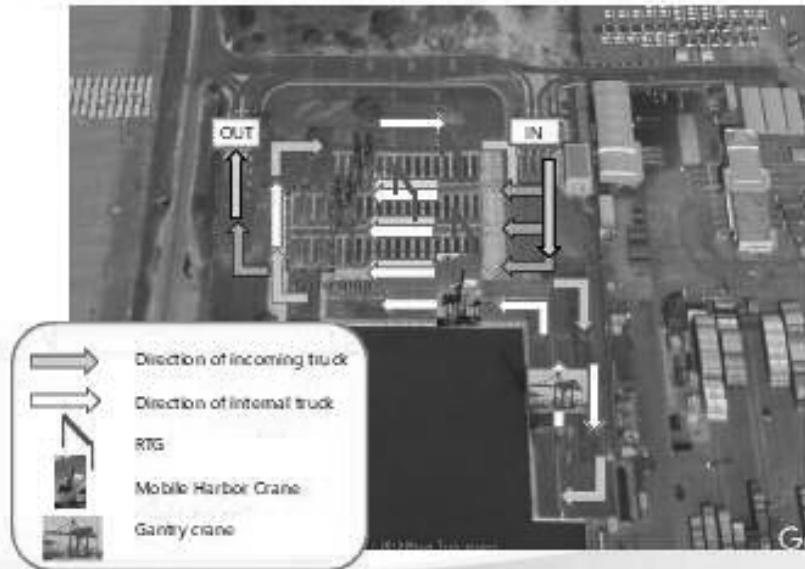 OUT
IN
Direction of incoming truck
Direction of internal truck
RTG
Mobile Harbor Crane
Gantry crane
G